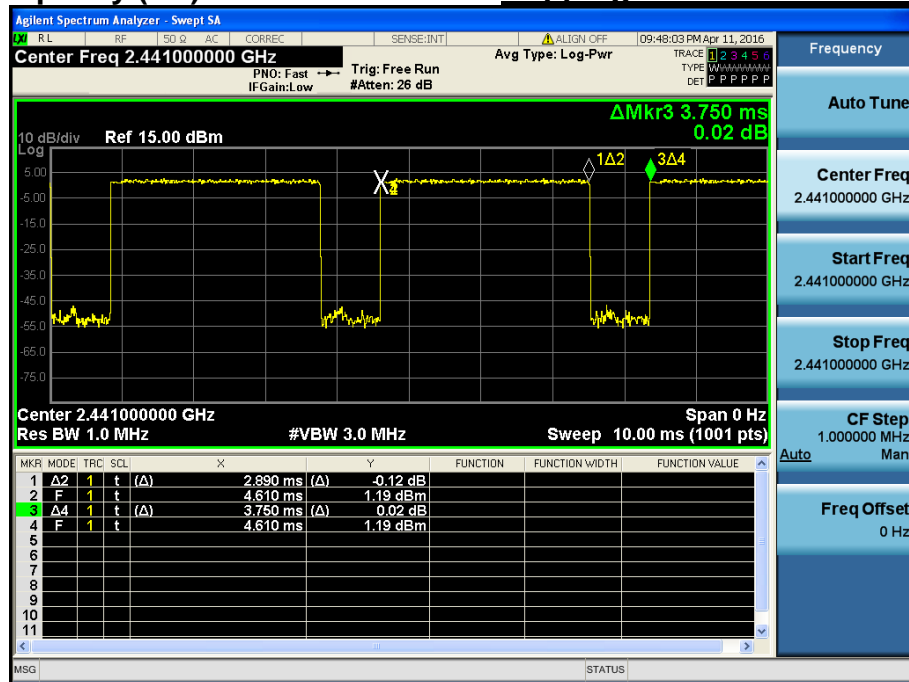 Agilent Spectrum Analyzer - Swept SA
LXI RL RF 50 Ω AC CORREC SENSE:INT ALIGN OFF 09:48:03 PM Apr 11, 2016
Center Freq 2.441000000 GHz
PNO: Fast
IFGain:Low
Trig: Free Run
#Atten: 26 dB
Avg Type: Log-Pwr
TRACE 1 2 3 4 5 6
TYPE WWWWWW
DET P P P P P P
ΔMkr3 3.750 ms
0.02 dB
10 dB/div Ref 15.00 dBm
Log
5.00
-5.00
-15.0
-25.0
-35.0
-45.0
-55.0
-65.0
-75.0
1Δ2
3Δ4
X
Center 2.441000000 GHz Span 0 Hz
Res BW 1.0 MHz #VBW 3.0 MHz Sweep 10.00 ms (1001 pts)
MKR MODE TRC SCL X Y FUNCTION FUNCTION WIDTH FUNCTION VALUE
1 Δ2 1 t (Δ) 2.890 ms (Δ) -0.12 dB
2 F 1 t 4.610 ms 1.19 dBm
3 Δ4 1 t (Δ) 3.750 ms (Δ) 0.02 dB
4 F 1 t 4.610 ms 1.19 dBm
5
6
7
8
9
10
11
MSG STATUS
Frequency
Auto Tune
Center Freq
2.441000000 GHz
Start Freq
2.441000000 GHz
Stop Freq
2.441000000 GHz
CF Step
1.000000 MHz
Auto Man
Freq Offset
0 Hz